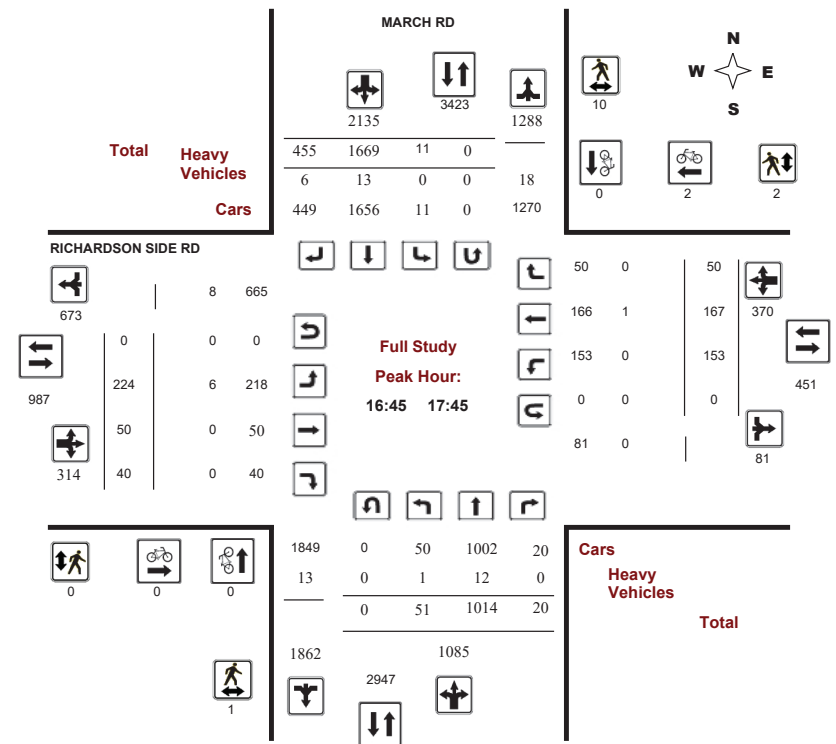 MARCH RD
N
W E
S
10
3423
2135 1288
Total Heavy Vehicles
455 1669 11 0
6 13 0 0 18
Cars 449 1656 11 0 1270
0 2 2
RICHARDSON SIDE RD
8 665
673
50 0 50
370
166 1 167
0 0 0
Full Study
Peak Hour:
16:45 17:45
153 0 153
987
224 6 218
451
0 0 0
50 0 50
314
40 0 40
81 0
81
0 0 0
1849 0 50 1002 20
13 0 1 12 0
0 51 1014 20
Cars
Heavy Vehicles
Total
1862 1085
2947
1